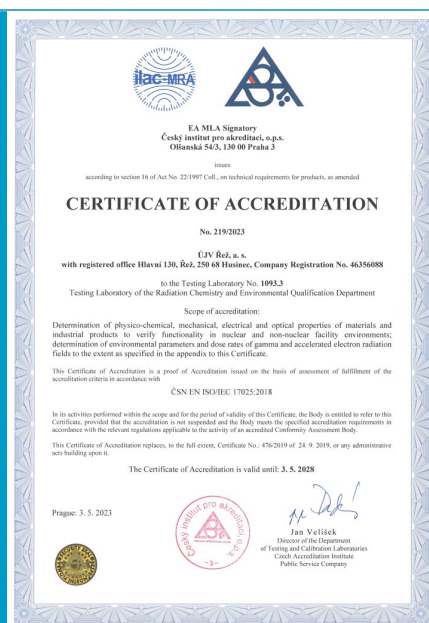 ilac-MRA
EA MLA Signatory
Český institut pro akreditaci, o.p.s.
Olšanská 54/3, 130 00 Praha 3
issues
according to section 16 of Act No. 22/1997 Coll., on technical requirements for products, as amended
CERTIFICATE OF ACCREDITATION
No. 219/2023
ÚJV Řež, a. s.
with registered office Hlavní 130, Řež, 250 68 Husinec, Company Registration No. 46356088
to the Testing Laboratory No. 1093.3
Testing Laboratory of the Radiation Chemistry and Environmental Qualification Department
Scope of accreditation:
Determination of physico-chemical, mechanical, electrical and optical properties of materials and
industrial products to verify functionality in nuclear and non-nuclear facility environments;
determination of environmental parameters and dose rates of gamma and accelerated electron radiation
fields to the extent as specified in the appendix to this Certificate.
This Certificate of Accreditation is a proof of Accreditation issued on the basis of assessment of fulfillment of the
accreditation criteria in accordance with
ČSN EN ISO/IEC 17025:2018
In its activities performed within the scope and for the period of validity of this Certificate, the Body is entitled to refer to this
Certificate, provided that the accreditation is not suspended and the Body meets the specified accreditation requirements in
accordance with the relevant regulations applicable to the activity of an accredited Conformity Assessment Body.
This Certificate of Accreditation replaces, to the full extent, Certificate No.: 476/2019 of 24. 9. 2019, or any administrative
acts building upon it.
The Certificate of Accreditation is valid until: 3. 5. 2028
Prague: 3. 5. 2023
Český institut pro akreditaci, o.p.s.
-3-
Jan Velíšek
Director of the Department
of Testing and Calibration Laboratories
Czech Accreditation Institute
Public Service Company